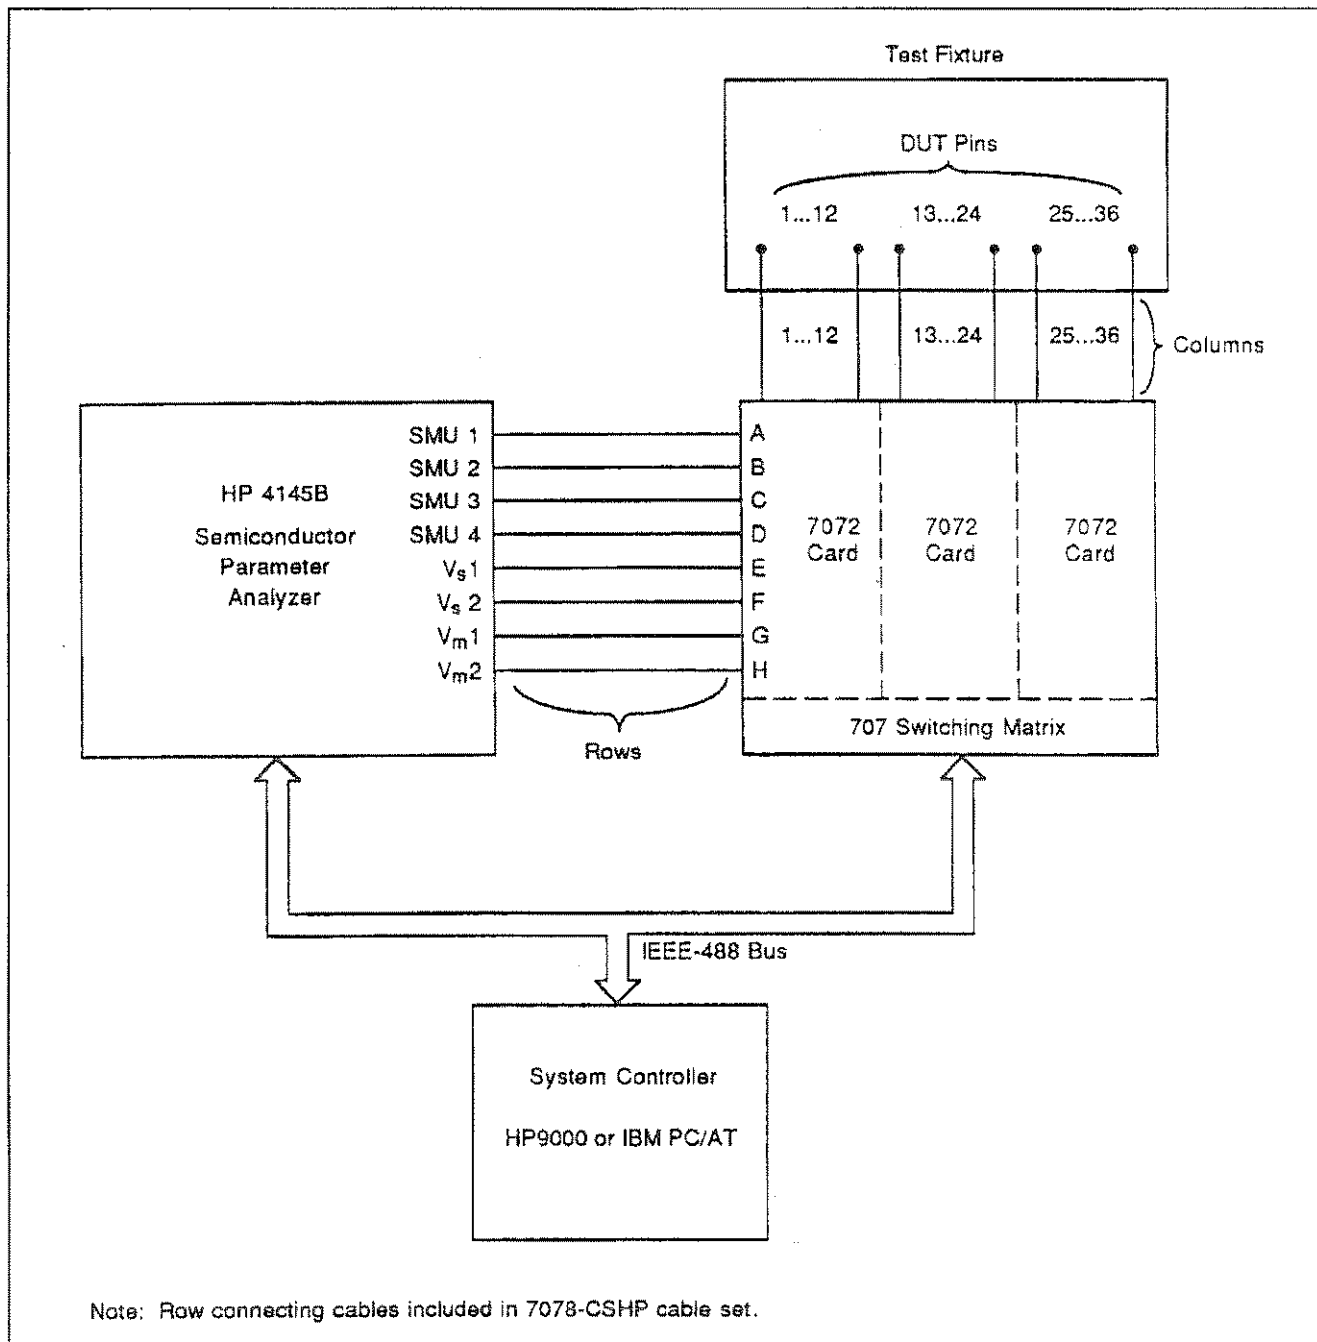 Test Fixture
DUT Pins
1...12 13...24 25...36
1...12 13...24 25...36
Columns
HP 4145B
Semiconductor
Parameter
Analyzer
SMU 1
SMU 2
SMU 3
SMU 4
Vs1
Vs 2
Vm1
Vm2
A
B
C
D
E
F
G
H
7072
Card
7072
Card
7072
Card
707 Switching Matrix
Rows
IEEE-488 Bus
System Controller
HP9000 or IBM PC/AT
Note: Row connecting cables included in 7078-CSHP cable set.